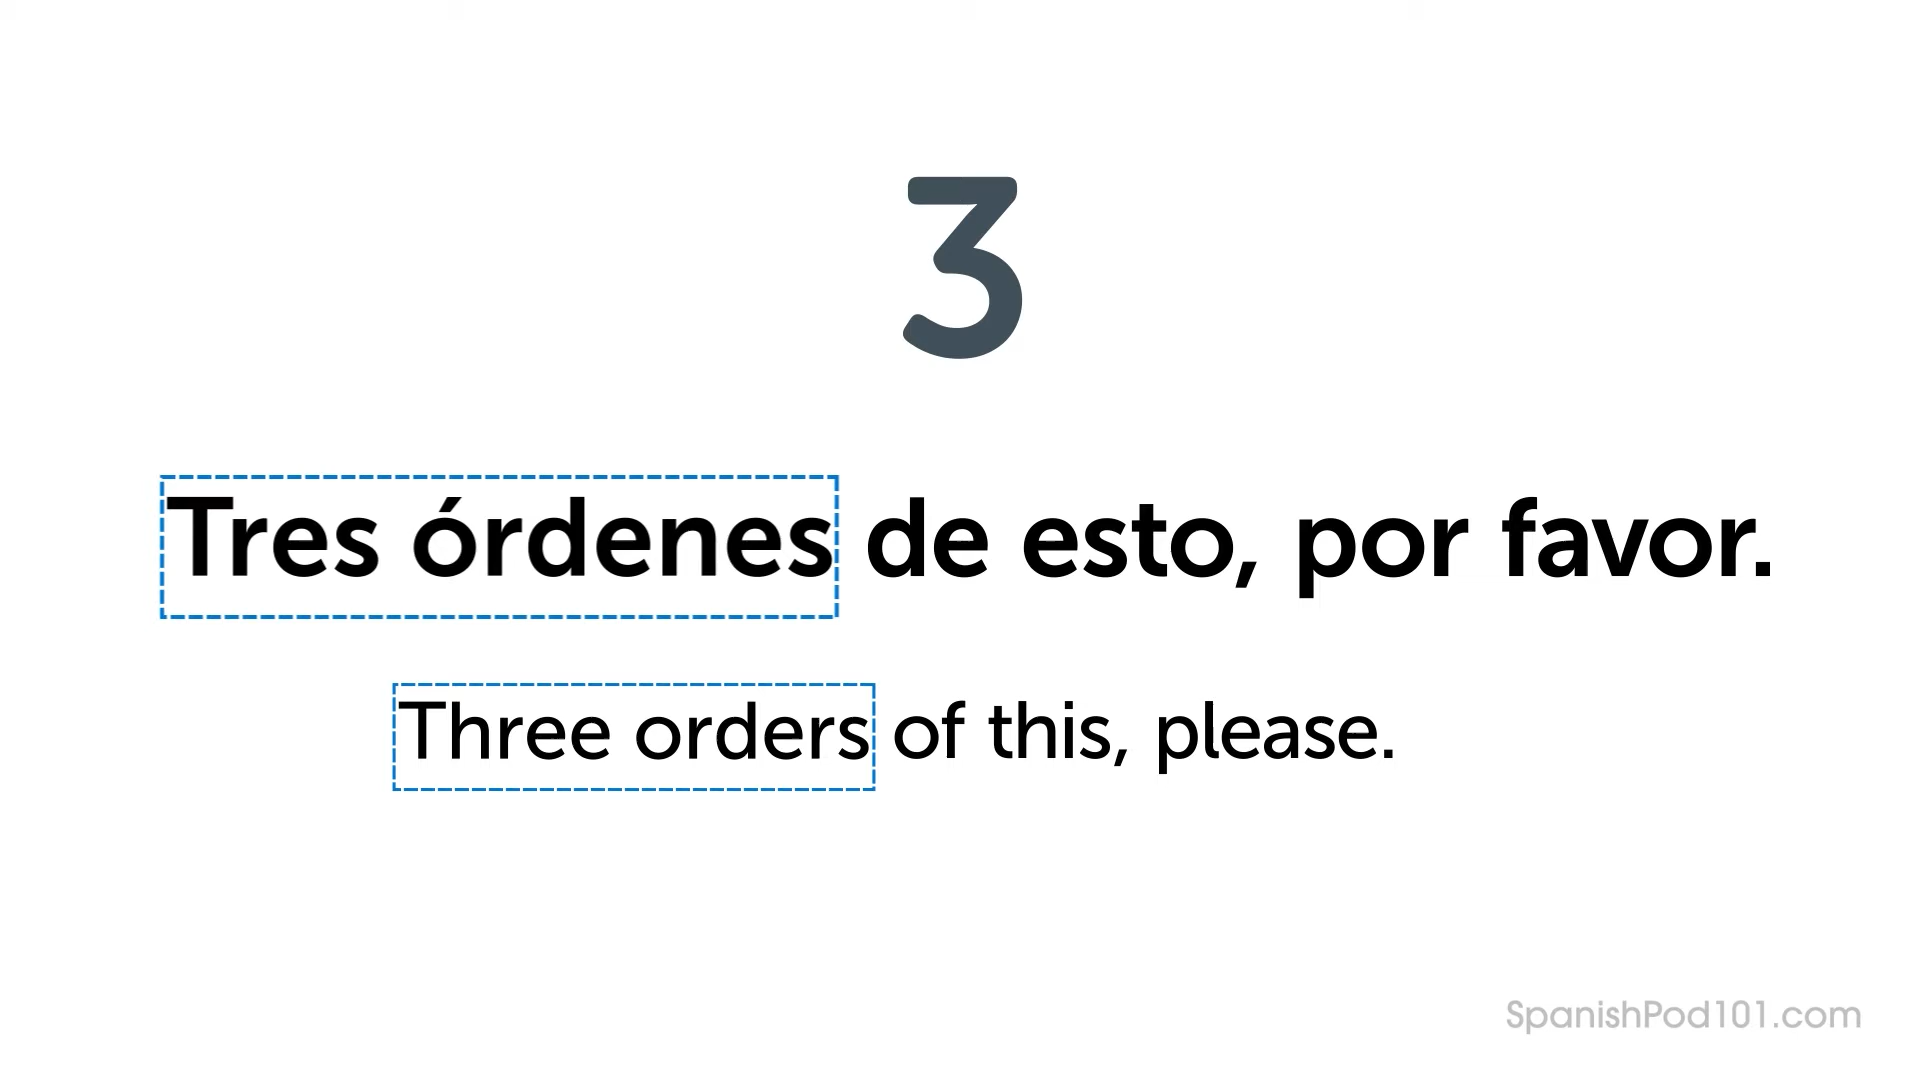 3
Tres órdenes de esto, por favor.
Three orders of this, please.
SpanishPod101.com